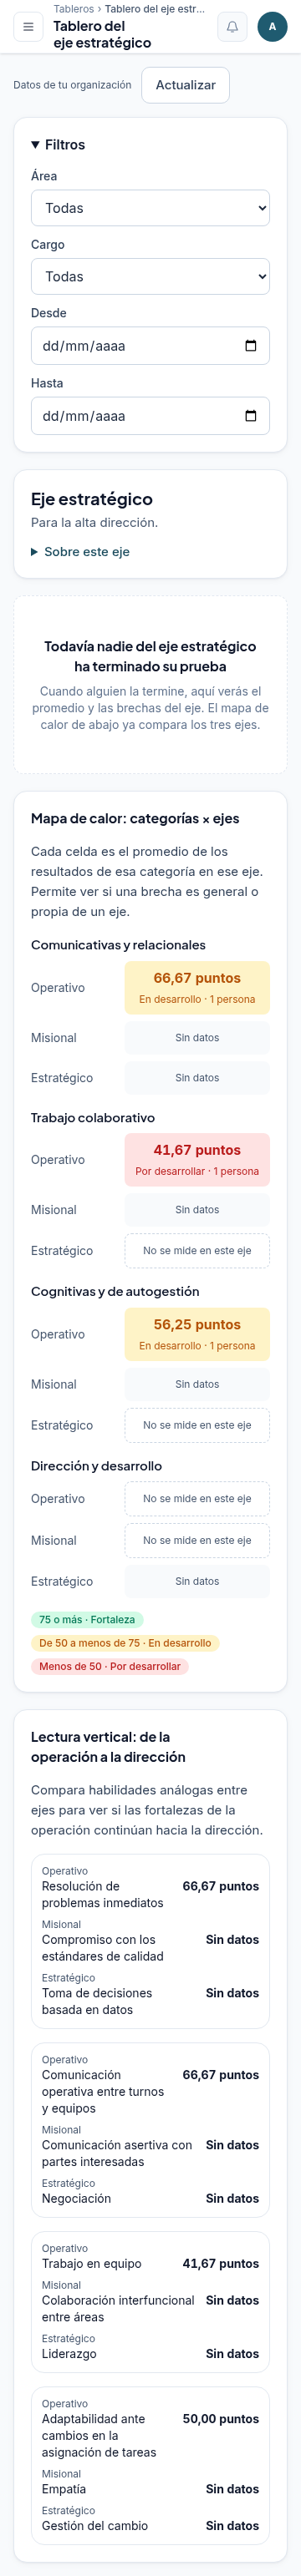 Tableros › Tablero del eje estr...
Tablero del
eje estratégico
A
Datos de tu organización
Actualizar
Filtros
Área
Todas
Cargo
Todas
Desde
dd/mm/aaaa
Hasta
dd/mm/aaaa
Eje estratégico
Para la alta dirección.
Sobre este eje
Todavía nadie del eje estratégico
ha terminado su prueba
Cuando alguien la termine, aquí verás el
promedio y las brechas del eje. El mapa de
calor de abajo ya compara los tres ejes.
Mapa de calor: categorías × ejes
Cada celda es el promedio de los
resultados de esa categoría en ese eje.
Permite ver si una brecha es general o
propia de un eje.
Comunicativas y relacionales
Operativo
66,67 puntos
En desarrollo · 1 persona
Misional
Sin datos
Estratégico
Sin datos
Trabajo colaborativo
Operativo
41,67 puntos
Por desarrollar · 1 persona
Misional
Sin datos
Estratégico
No se mide en este eje
Cognitivas y de autogestión
Operativo
56,25 puntos
En desarrollo · 1 persona
Misional
Sin datos
Estratégico
No se mide en este eje
Dirección y desarrollo
Operativo
No se mide en este eje
Misional
No se mide en este eje
Estratégico
Sin datos
75 o más · Fortaleza
De 50 a menos de 75 · En desarrollo
Menos de 50 · Por desarrollar
Lectura vertical: de la
operación a la dirección
Compara habilidades análogas entre
ejes para ver si las fortalezas de la
operación continúan hacia la dirección.
Operativo
Resolución de
problemas inmediatos
66,67 puntos
Misional
Compromiso con los
estándares de calidad
Sin datos
Estratégico
Toma de decisiones
basada en datos
Sin datos
Operativo
Comunicación
operativa entre turnos
y equipos
66,67 puntos
Misional
Comunicación asertiva con
partes interesadas
Sin datos
Estratégico
Negociación
Sin datos
Operativo
Trabajo en equipo
41,67 puntos
Misional
Colaboración interfuncional
entre áreas
Sin datos
Estratégico
Liderazgo
Sin datos
Operativo
Adaptabilidad ante
cambios en la
asignación de tareas
50,00 puntos
Misional
Empatía
Sin datos
Estratégico
Gestión del cambio
Sin datos